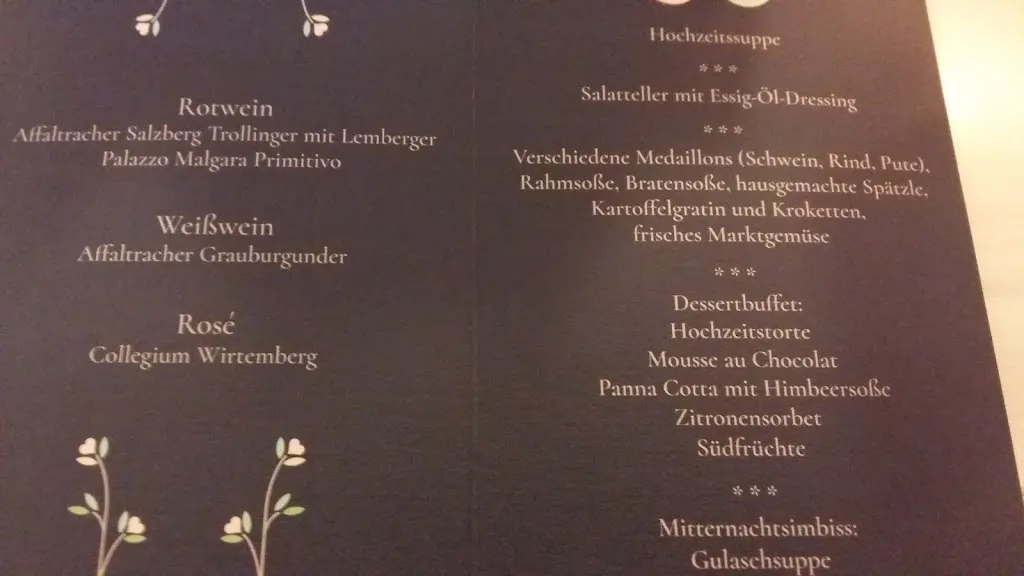 Rotwein
Affaltracher Salzberg Trollinger mit Lemberger
Palazzo Malgara Primitivo
Weißwein
Affaltracher Grauburgunder
Rosé
Collegium Wirtemberg
Hochzeitssuppe
***
Salatteller mit Essig-Öl-Dressing
***
Verschiedene Medaillons (Schwein, Rind, Pute),
Rahmsoße, Bratensoße, hausgemachte Spätzle,
Kartoffelgratin und Kroketten,
frisches Marktgemüse
***
Dessertbuffet:
Hochzeitstorte
Mousse au Chocolat
Panna Cotta mit Himbeersoße
Zitronensorbet
Südfrüchte
***
Mitternachtsimbiss:
Gulaschsuppe